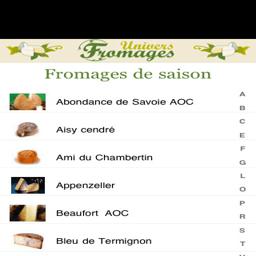 Univers
Fromages
Fromages de saison
Abondance de Savoie AOC
Aisy cendré
Ami du Chambertin
Appenzeller
Beaufort AOC
Bleu de Termignon
A
B
C
E
F
G
L
O
P
R
S
T